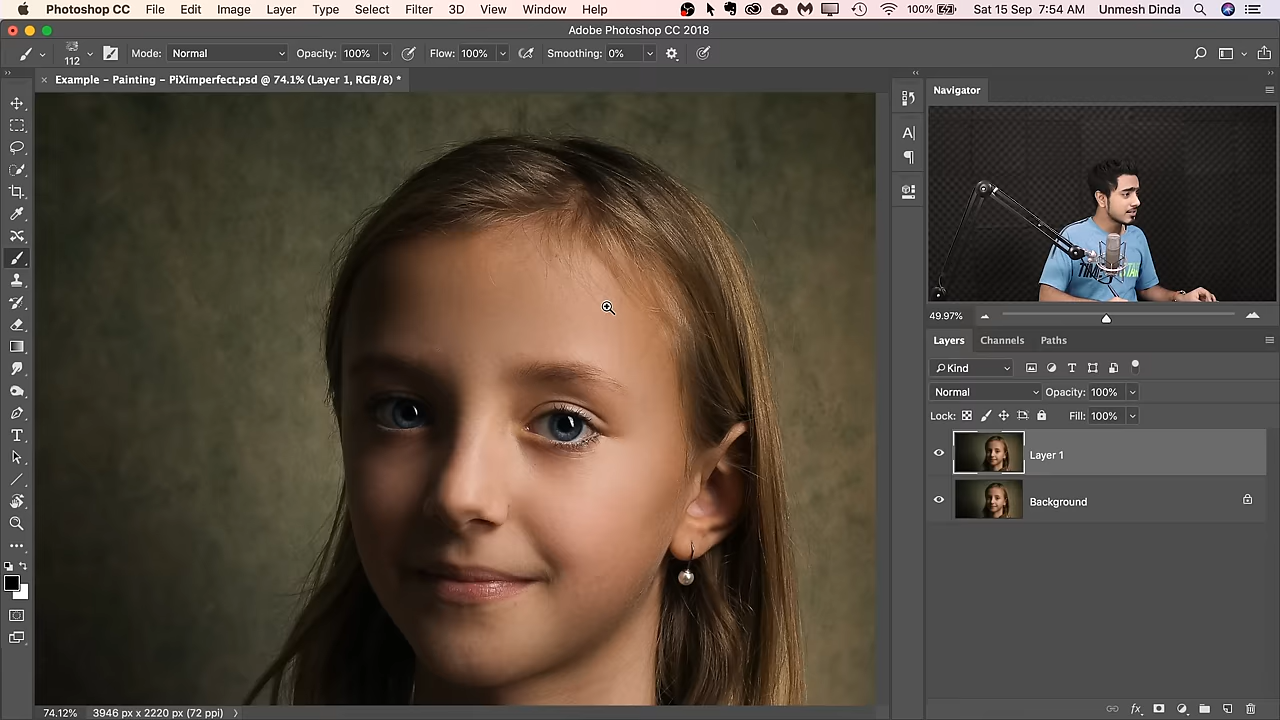 Photoshop CC File Edit Image Layer Type Select Filter 3D View Window Help 100% Sat 15 Sep 7:54 AM Unmesh Dinda
Adobe Photoshop CC 2018
112 Mode: Normal Opacity: 100% Flow: 100% Smoothing: 0%
Example - Painting - PiXimperfect.psd @ 74.1% (Layer 1, RGB/8) *
Navigator
TIME
49.97%
Layers Channels Paths
Kind
Normal Opacity: 100%
Lock: Fill: 100%
Layer 1
Background
74.12% 3946 px x 2220 px (72 ppi)